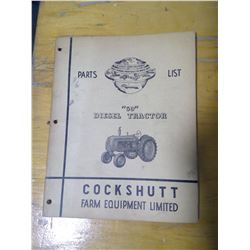 PARTS LIST
"50"
DIESEL TRACTOR
COCKSHUTT
FARM EQUIPMENT LIMITED